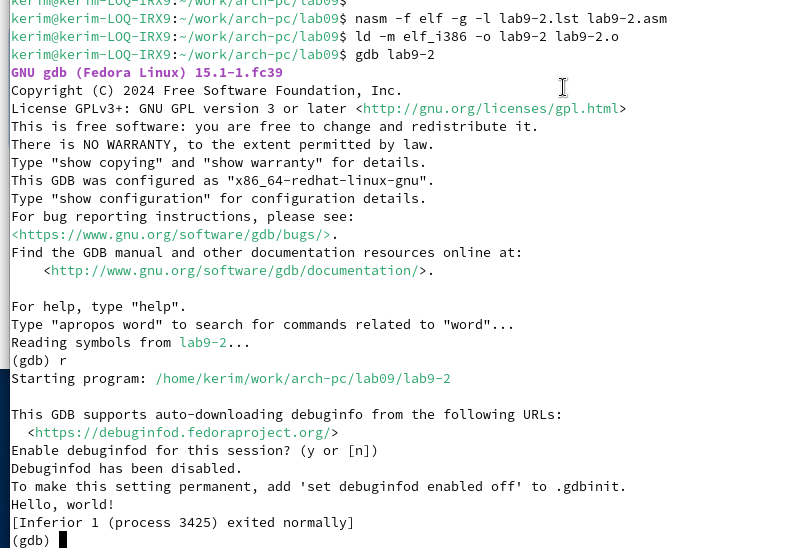 kerim@kerim-LOQ-IRX9:~/work/arch-pc/lab09$
kerim@kerim-LOQ-IRX9:~/work/arch-pc/lab09$ nasm -f elf -g -l lab9-2.lst lab9-2.asm
kerim@kerim-LOQ-IRX9:~/work/arch-pc/lab09$ ld -m elf_i386 -o lab9-2 lab9-2.o
kerim@kerim-LOQ-IRX9:~/work/arch-pc/lab09$ gdb lab9-2
GNU gdb (Fedora Linux) 15.1-1.fc39
Copyright (C) 2024 Free Software Foundation, Inc.
License GPLv3+: GNU GPL version 3 or later <http://gnu.org/licenses/gpl.html>
This is free software: you are free to change and redistribute it.
There is NO WARRANTY, to the extent permitted by law.
Type "show copying" and "show warranty" for details.
This GDB was configured as "x86_64-redhat-linux-gnu".
Type "show configuration" for configuration details.
For bug reporting instructions, please see:
<https://www.gnu.org/software/gdb/bugs/>.
Find the GDB manual and other documentation resources online at:
    <http://www.gnu.org/software/gdb/documentation/>.

For help, type "help".
Type "apropos word" to search for commands related to "word"...
Reading symbols from lab9-2...
(gdb) r
Starting program: /home/kerim/work/arch-pc/lab09/lab9-2

This GDB supports auto-downloading debuginfo from the following URLs:
  <https://debuginfod.fedoraproject.org/>
Enable debuginfod for this session? (y or [n])
Debuginfod has been disabled.
To make this setting permanent, add 'set debuginfod enabled off' to .gdbinit.
Hello, world!
[Inferior 1 (process 3425) exited normally]
(gdb)